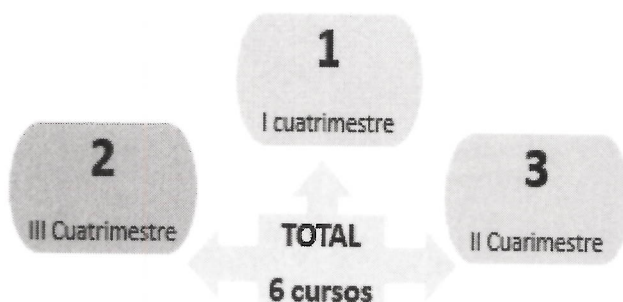 1
I cuatrimestre
2
III Cuatrimestre
3
II Cuarimestre
TOTAL
6 cursos